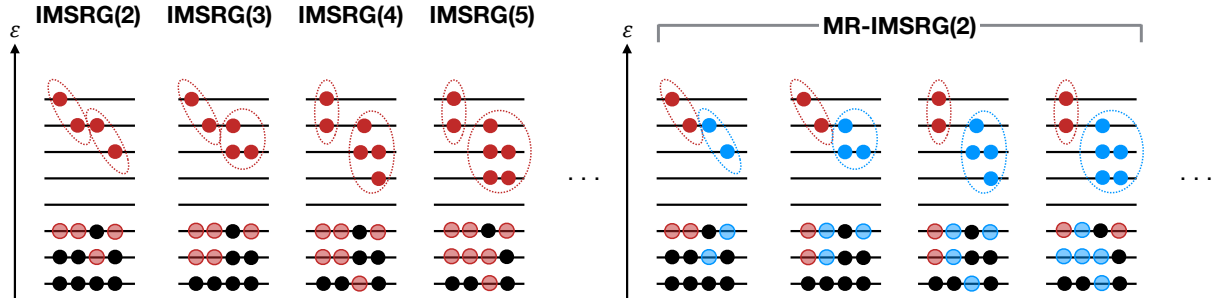 IMSRG(2) IMSRG(3) IMSRG(4) IMSRG(5) MR-IMSRG(2)
ε ε
. . . . . .